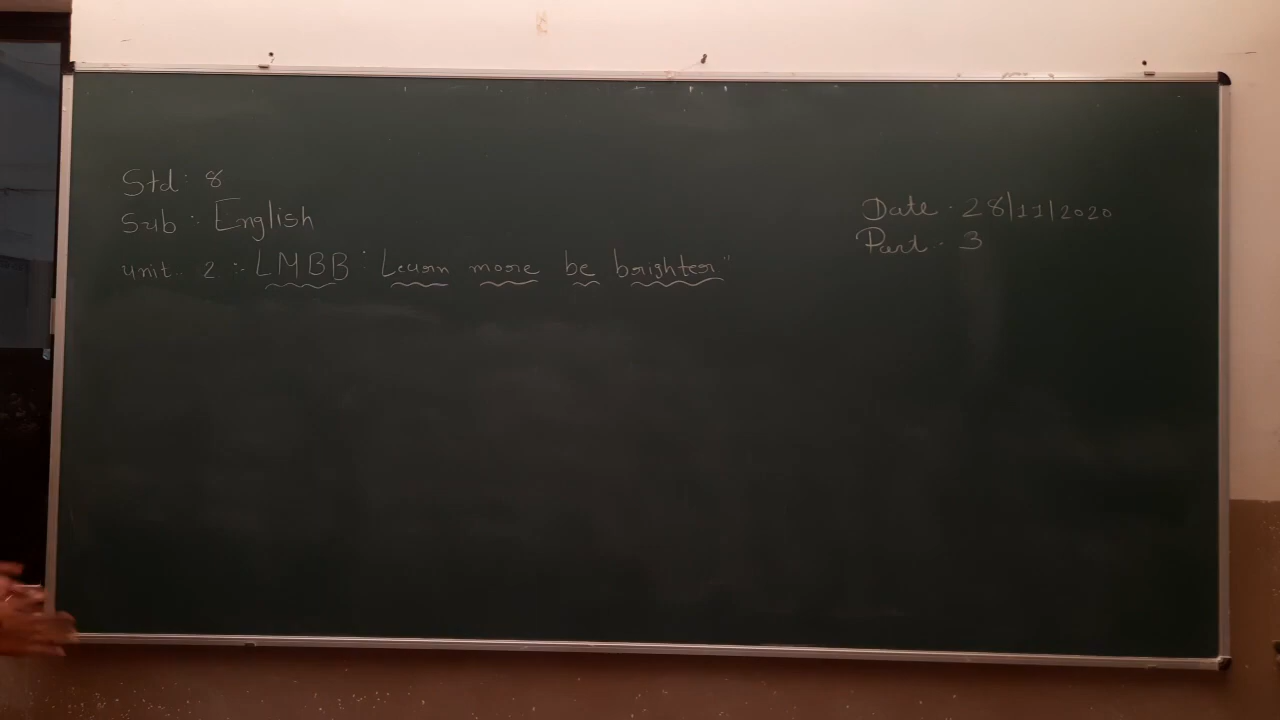 Std : 8
Sub :- English
unit :- 2 :- LMBB : Learn more be brighter"
Date - 28/11/2020
Part - 3